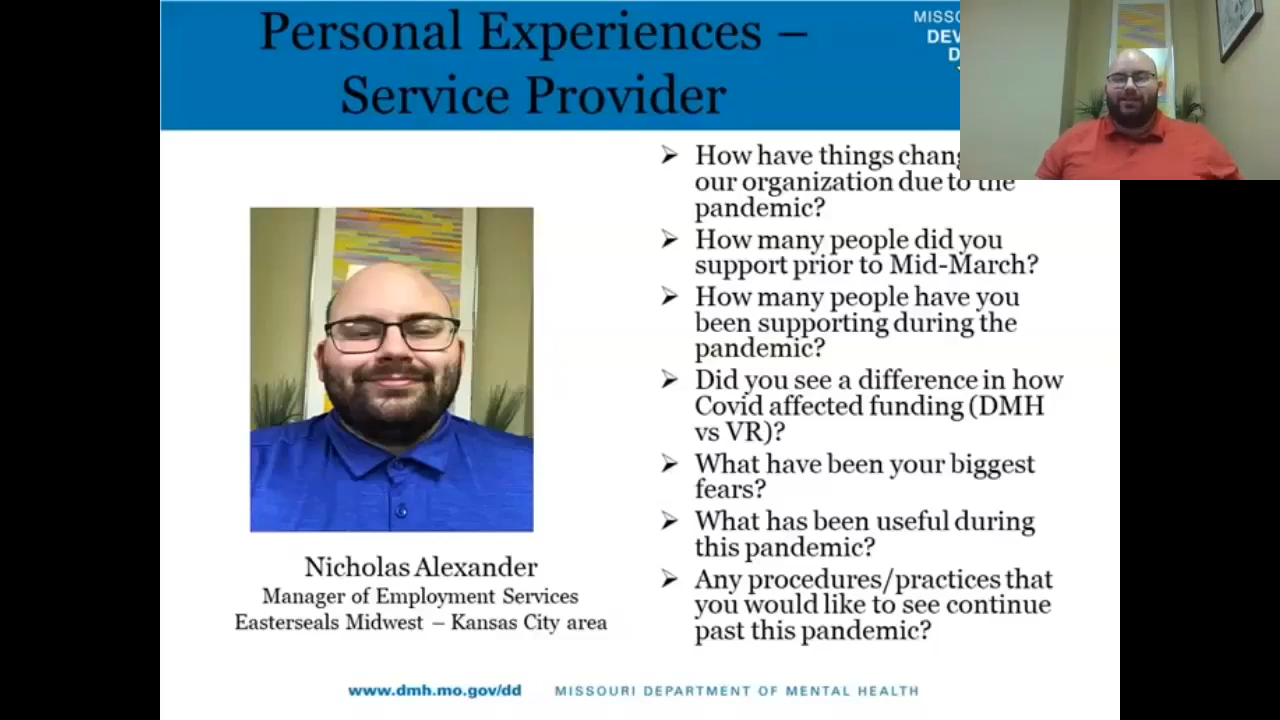 Personal Experiences –
Service Provider
MISSO
DEV
D
➢ How have things chang
our organization due to the
pandemic?
➢ How many people did you
support prior to Mid-March?
➢ How many people have you
been supporting during the
pandemic?
➢ Did you see a difference in how
Covid affected funding (DMH
vs VR)?
➢ What have been your biggest
fears?
➢ What has been useful during
this pandemic?
➢ Any procedures/practices that
you would like to see continue
past this pandemic?
Nicholas Alexander
Manager of Employment Services
Easterseals Midwest – Kansas City area
www.dmh.mo.gov/dd MISSOURI DEPARTMENT OF MENTAL HEALTH